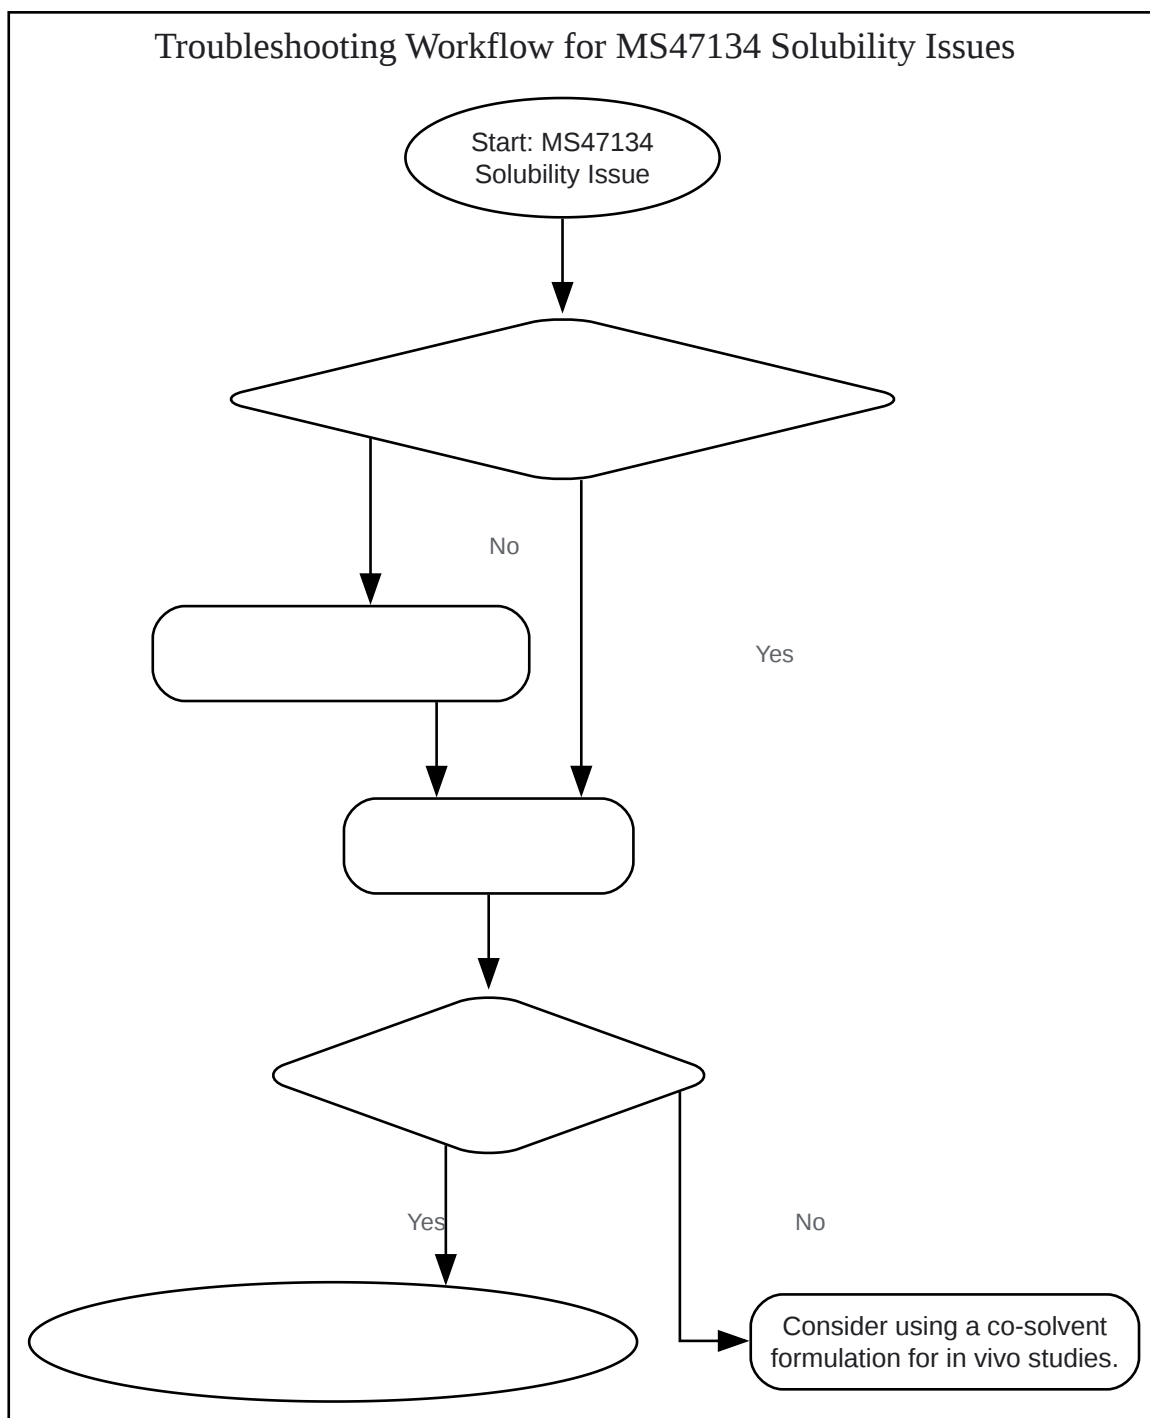 Troubleshooting Workflow for MS47134 Solubility Issues
Start: MS47134
Solubility Issue
No
Yes
Yes
No
Consider using a co-solvent
formulation for in vivo studies.